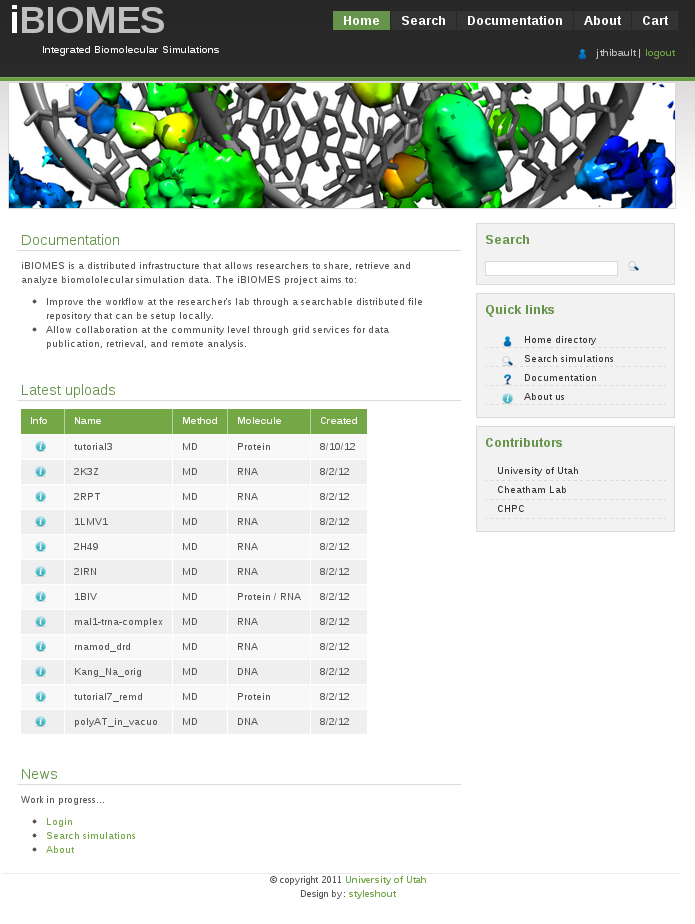 iBIOMES
Integrated Biomolecular Simulations
Home Search Documentation About Cart
jthibault | logout
Documentation
iBIOMES is a distributed infrastructure that allows researchers to share, retrieve and
analyze biomololecular simulation data. The iBIOMES project aims to:
• Improve the workflow at the researcher's lab through a searchable distributed file
repository that can be setup locally.
• Allow collaboration at the community level through grid services for data
publication, retrieval, and remote analysis.
Latest uploads
Info Name Method Molecule Created
tutorial3 MD Protein 8/10/12
2K3Z MD RNA 8/2/12
2RPT MD RNA 8/2/12
1LMV1 MD RNA 8/2/12
2H49 MD RNA 8/2/12
2IRN MD RNA 8/2/12
1BIV MD Protein / RNA 8/2/12
mal1-trna-complex MD RNA 8/2/12
rnamod_drd MD RNA 8/2/12
Kang_Na_orig MD DNA 8/2/12
tutorial7_remd MD Protein 8/2/12
polyAT_in_vacuo MD DNA 8/2/12
News
Work in progress...
• Login
• Search simulations
• About
Search
Quick links
Home directory
Search simulations
Documentation
About us
Contributors
University of Utah
Cheatham Lab
CHPC
© copyright 2011 University of Utah
Design by: styleshout